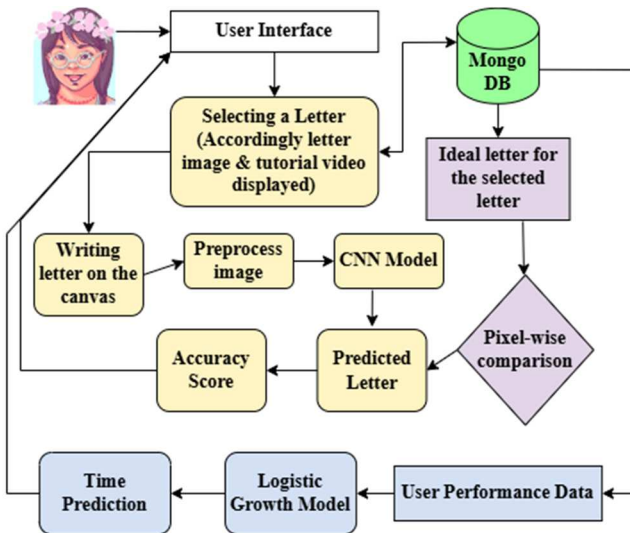 User Interface
Mongo
DB
Selecting a Letter
(Accordingly letter
image & tutorial video
displayed)
Ideal letter for
the selected
letter
Writing
letter on the
canvas
Preprocess
image
CNN Model
Pixel-wise
comparison
Accuracy
Score
Predicted
Letter
Time
Prediction
Logistic
Growth Model
User Performance Data